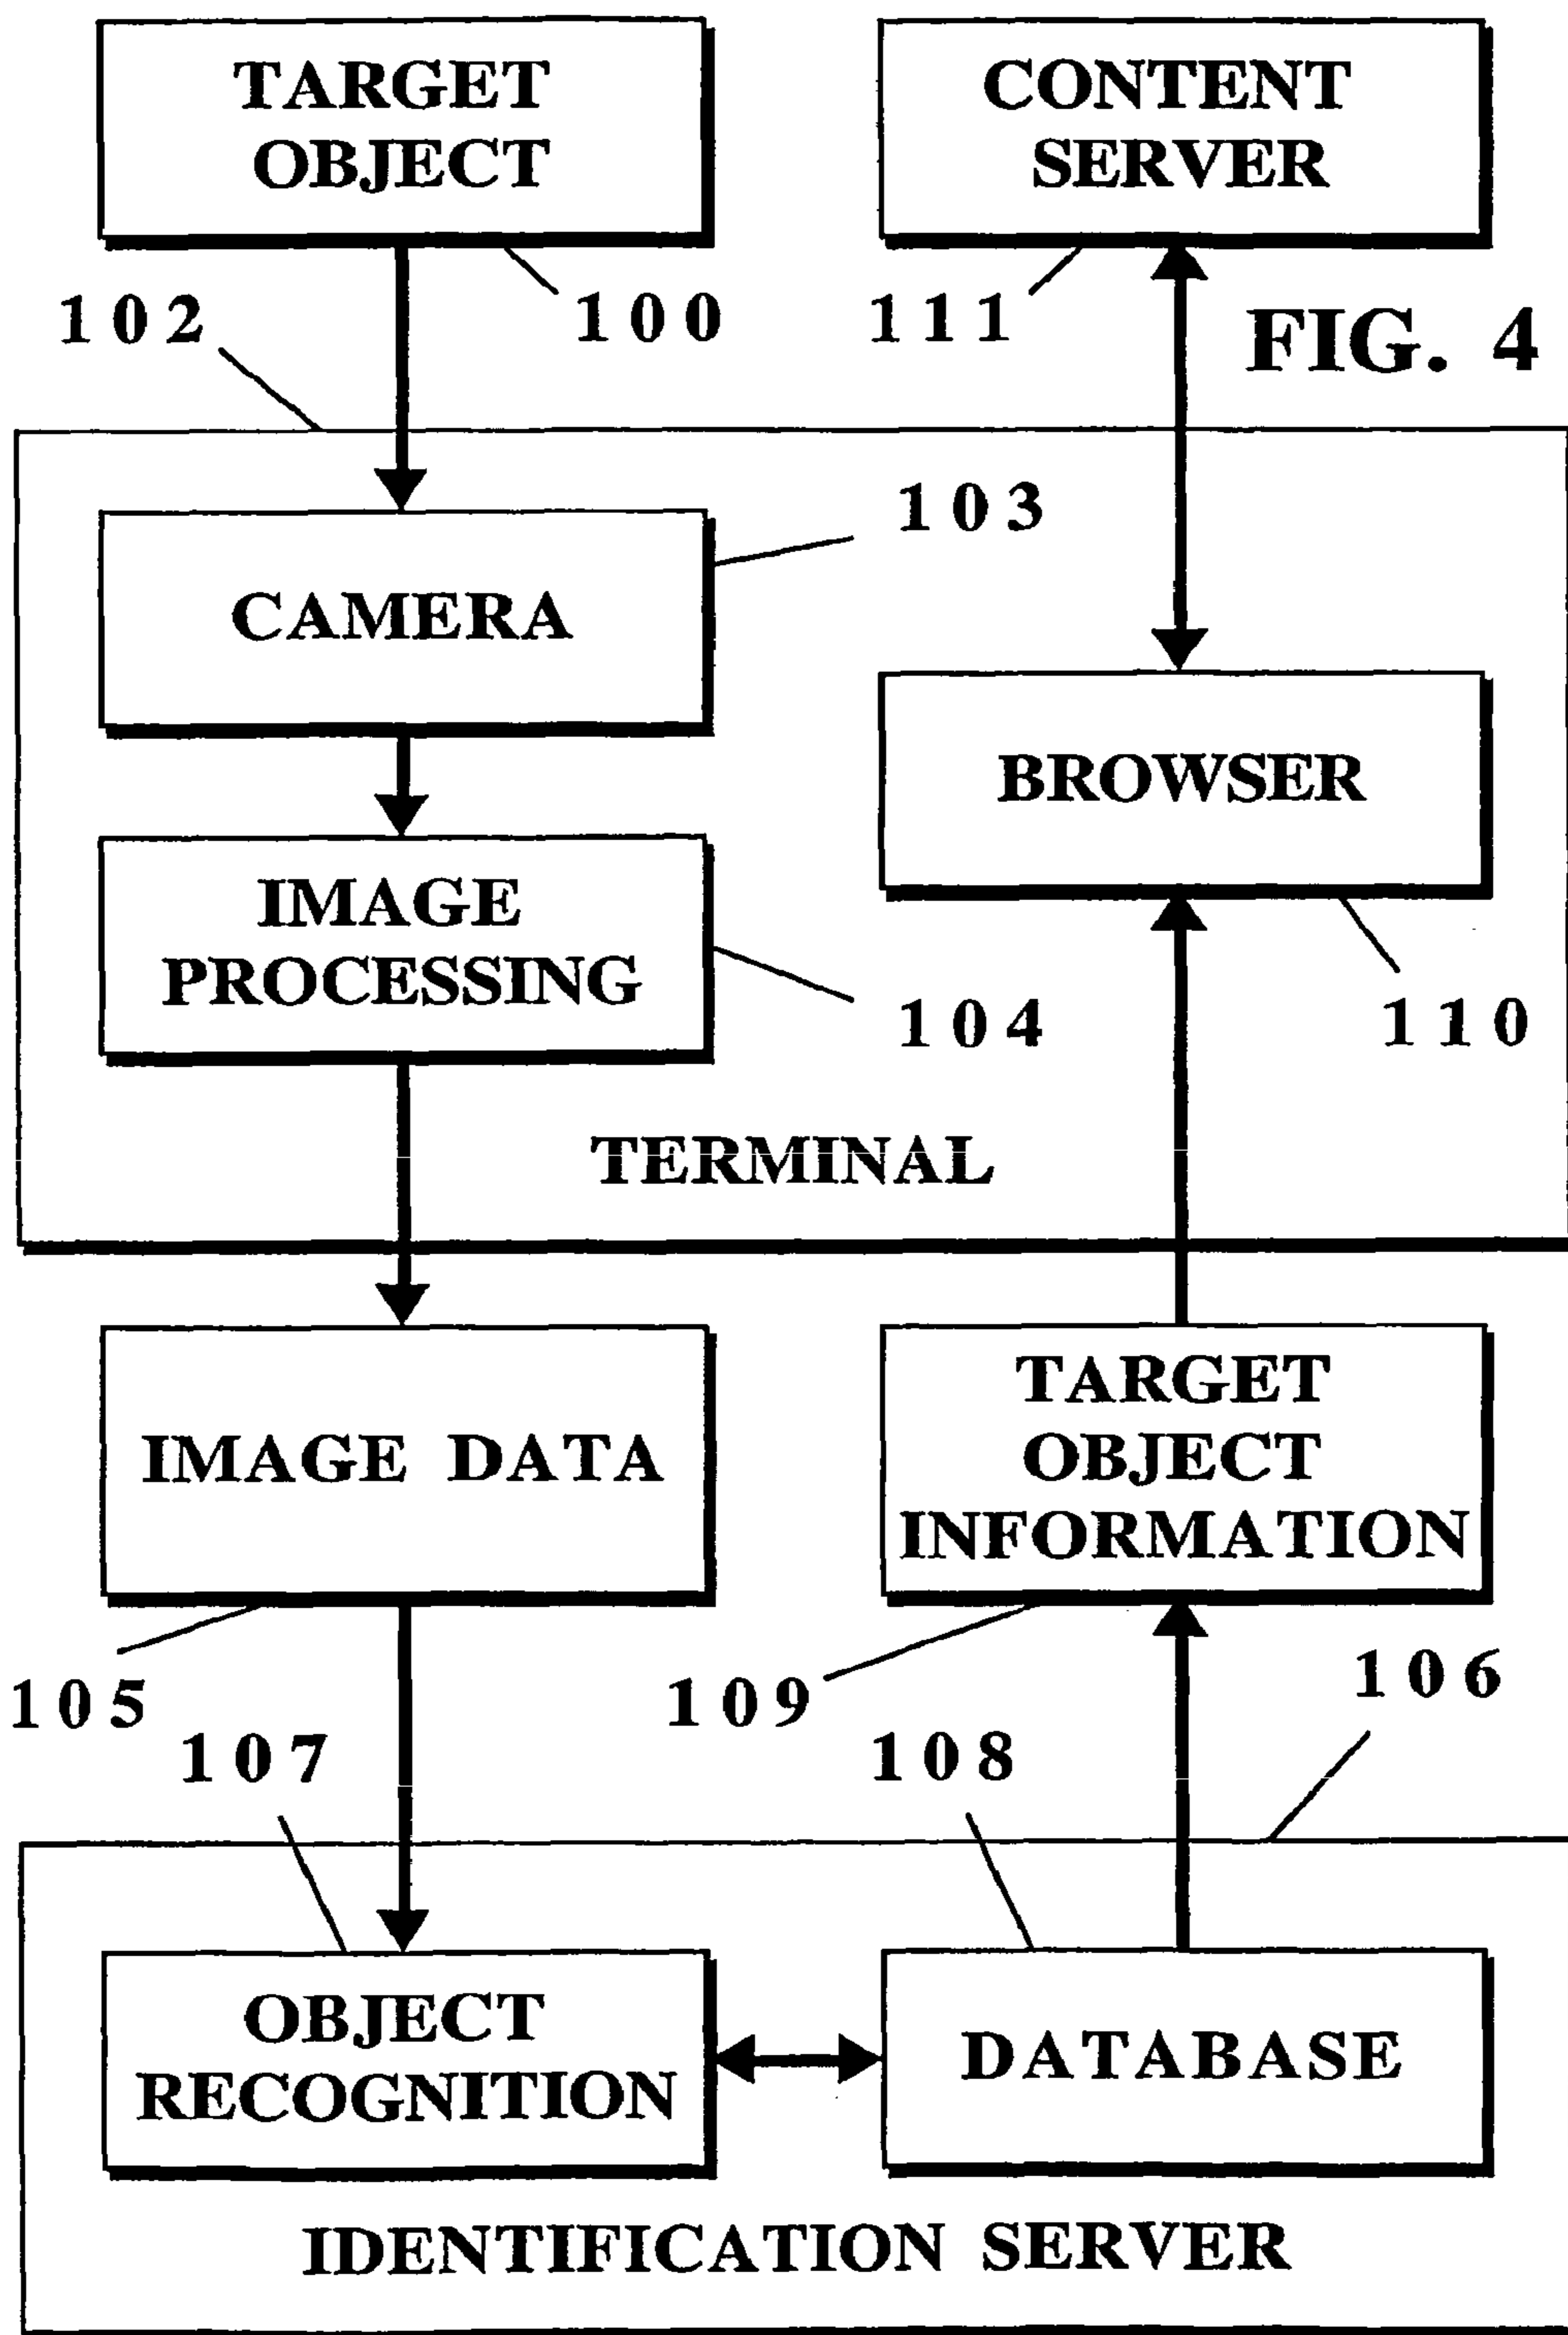 TARGET
OBJECT
CONTENT
SERVER
102
100
111
FIG. 4
103
CAMERA
BROWSER
IMAGE
PROCESSING
104
110
TERMINAL
IMAGE DATA
TARGET
OBJECT
INFORMATION
105
109
106
107
108
OBJECT
RECOGNITION
DATABASE
IDENTIFICATION SERVER